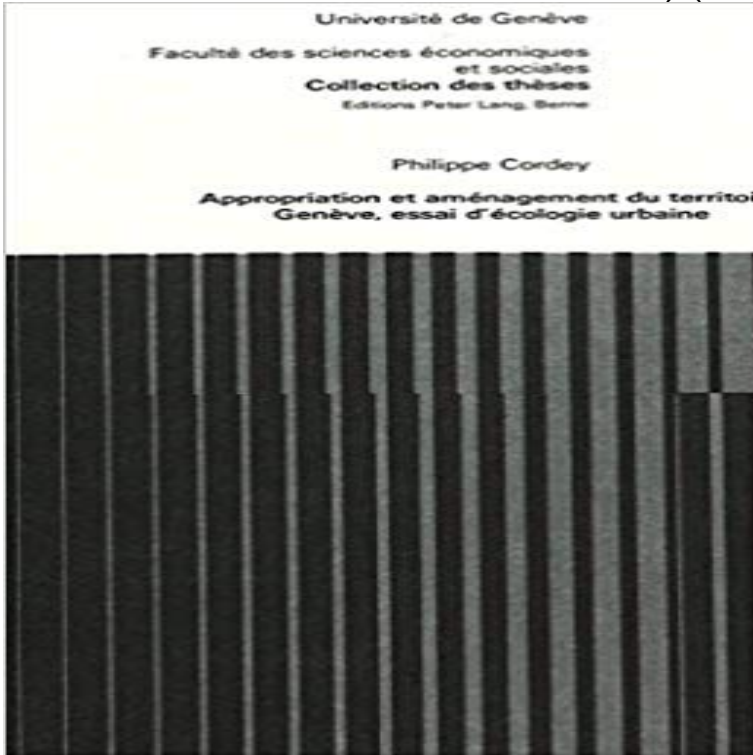 Université de Genève
Faculté des sciences économiques
et sociales
Collection des thèses
Editions Peter Lang, Berne
Philippe Cordey
Appropriation et aménagement du territoi
Genève, essai d'écologie urbaine